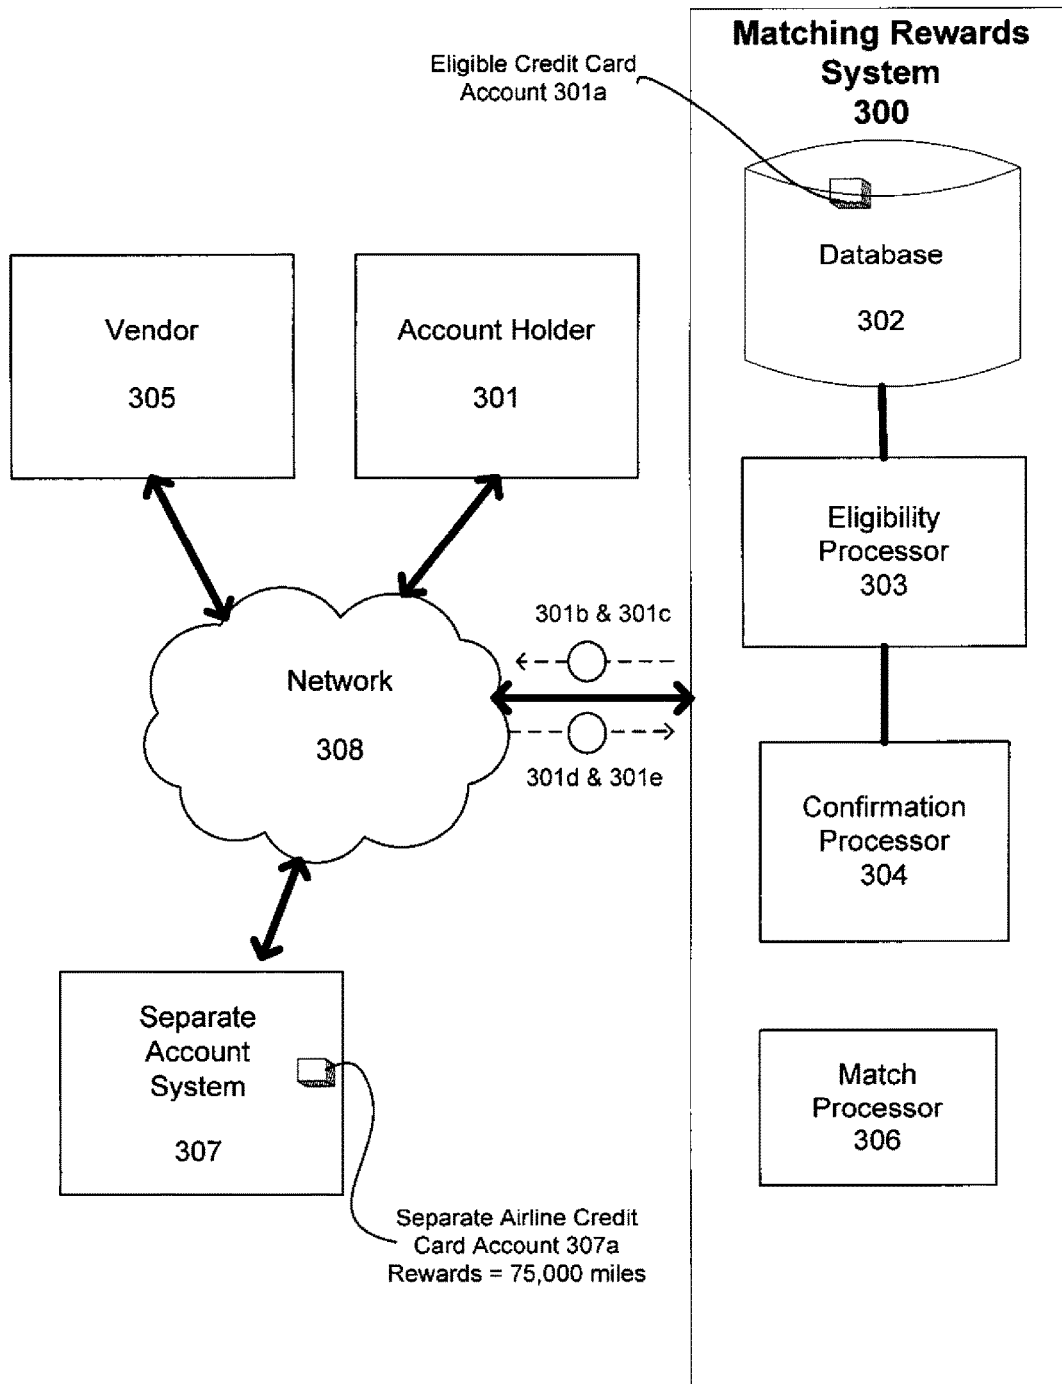 Matching Rewards
System
300
Eligible Credit Card
Account 301a
Database
302
Vendor
305
Account Holder
301
Eligibility
Processor
303
301b & 301c
Network
308
301d & 301e
Confirmation
Processor
304
Separate
Account
System
307
Match
Processor
306
Separate Airline Credit
Card Account 307a
Rewards = 75,000 miles